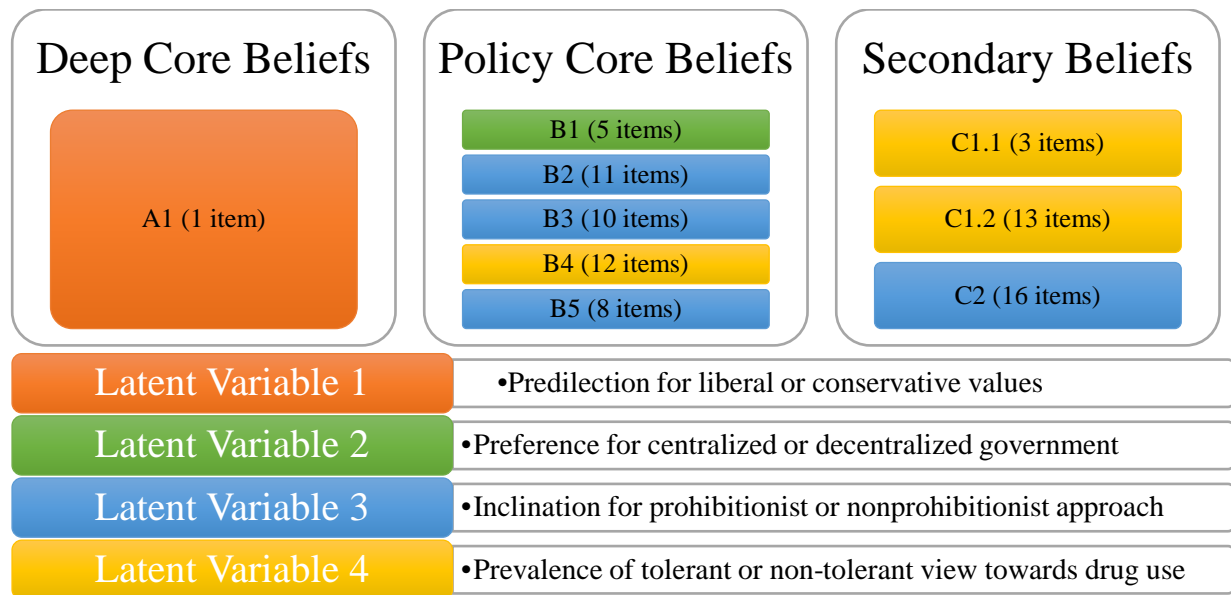 Deep Core Beliefs
A1 (1 item)
Policy Core Beliefs
B1 (5 items)
B2 (11 items)
B3 (10 items)
B4 (12 items)
B5 (8 items)
Secondary Beliefs
C1.1 (3 items)
C1.2 (13 items)
C2 (16 items)
Latent Variable 1
•Predilection for liberal or conservative values
Latent Variable 2
•Preference for centralized or decentralized government
Latent Variable 3
•Inclination for prohibitionist or nonprohibitionist approach
Latent Variable 4
•Prevalence of tolerant or non-tolerant view towards drug use